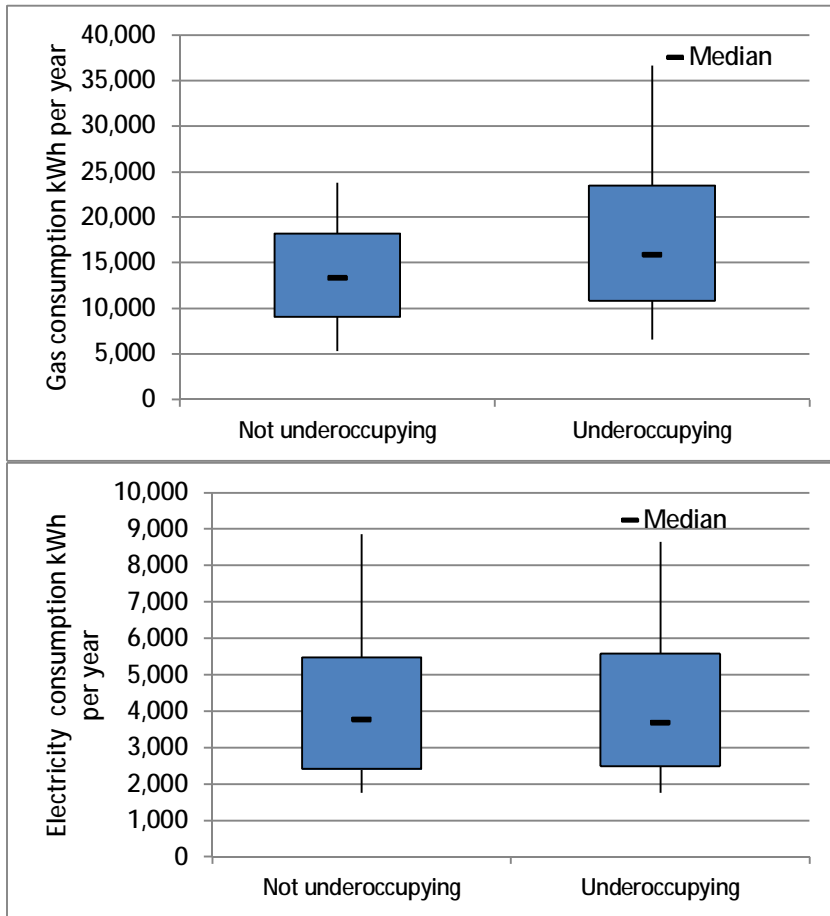 Gas consumption kWh per year
40,000
35,000
30,000
25,000
20,000
15,000
10,000
5,000
0
Median
Not underoccupying
Underoccupying
Electricity consumption kWh
per year
10,000
9,000
8,000
7,000
6,000
5,000
4,000
3,000
2,000
1,000
0
Median
Not underoccupying
Underoccupying